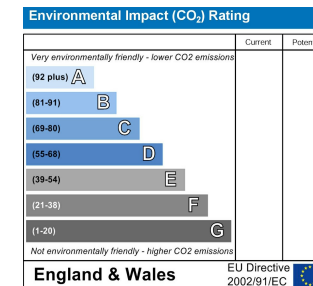 Environmental Impact (CO₂) Rating
Current Poten
Very environmentally friendly - lower CO2 emissions
(92 plus) A
(81-91) B
(69-80) C
(55-68) D
(39-54) E
(21-38) F
(1-20) G
Not environmentally friendly - higher CO2 emissions
England & Wales
EU Directive
2002/91/EC